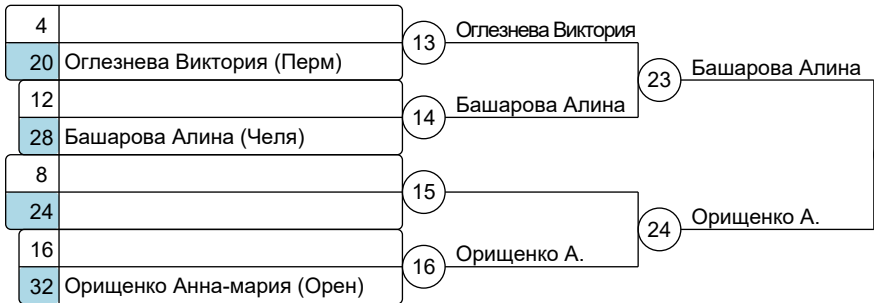 4
13
Оглезнева Виктория
20 Оглезнева Виктория (Перм)
23
Башарова Алина
12
14
Башарова Алина
28 Башарова Алина (Челя)
8
15
24
24
Орищенко А.
16
16
Орищенко А.
32 Орищенко Анна-мария (Орен)